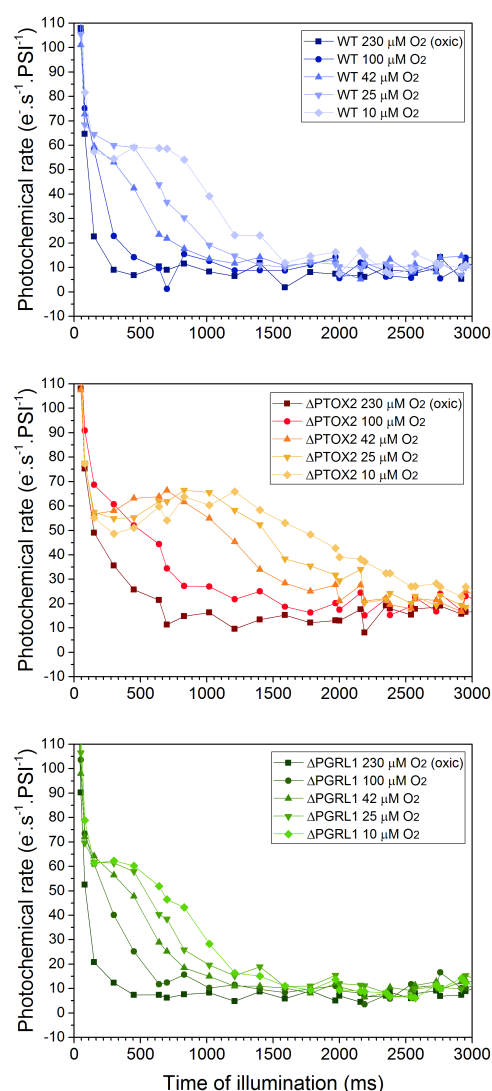 Photochemical rate (e⁻.s⁻¹.PSI⁻¹)
110
100
90
80
70
60
50
40
30
20
10
0
-10
WT 230 μM O₂ (oxic)
WT 100 μM O₂
WT 42 μM O₂
WT 25 μM O₂
WT 10 μM O₂
0 500 1000 1500 2000 2500 3000
Photochemical rate (e⁻.s⁻¹.PSI⁻¹)
110
100
90
80
70
60
50
40
30
20
10
0
-10
ΔPTOX2 230 μM O₂ (oxic)
ΔPTOX2 100 μM O₂
ΔPTOX2 42 μM O₂
ΔPTOX2 25 μM O₂
ΔPTOX2 10 μM O₂
0 500 1000 1500 2000 2500 3000
Photochemical rate (e⁻.s⁻¹.PSI⁻¹)
110
100
90
80
70
60
50
40
30
20
10
0
-10
ΔPGRL1 230 μM O₂ (oxic)
ΔPGRL1 100 μM O₂
ΔPGRL1 42 μM O₂
ΔPGRL1 25 μM O₂
ΔPGRL1 10 μM O₂
0 500 1000 1500 2000 2500 3000
Time of illumination (ms)